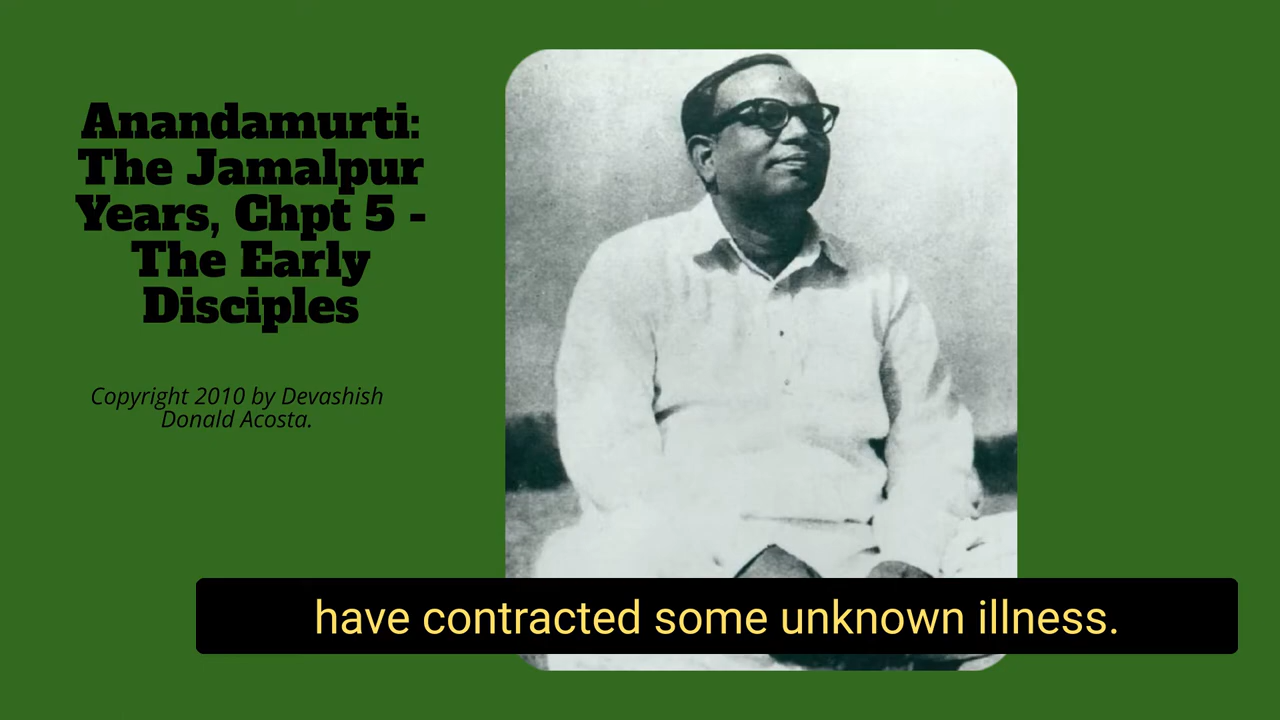 Anandamurti:
The Jamalpur
Years, Chpt 5 -
The Early
Disciples
Copyright 2010 by Devashish
Donald Acosta.
have contracted some unknown illness.